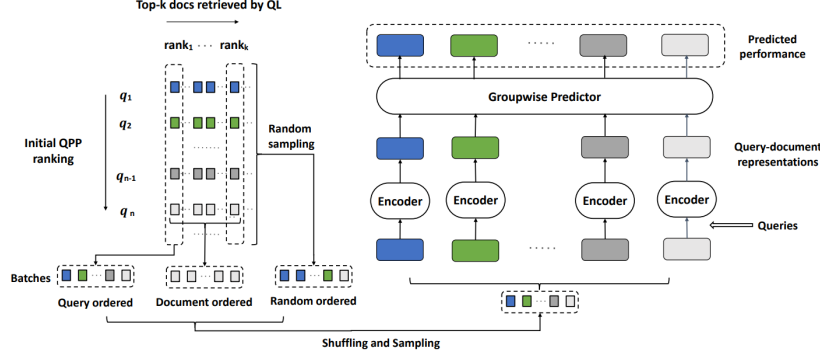 Top-k docs retrieved by QL
rank1 ··· rankk
q1
q2
Initial QPP
ranking
qn-1
qn
Random
sampling
Batches
Query ordered
Document ordered
Random ordered
Shuffling and Sampling
Predicted
performance
Groupwise Predictor
Query-document
representations
Encoder
Encoder
Encoder
Encoder
Queries